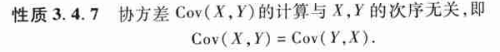 性质 3.4.7 协方差 Cov(X,Y)的计算与 X,Y 的次序无关,即
Cov(X,Y) = Cov(Y,X).